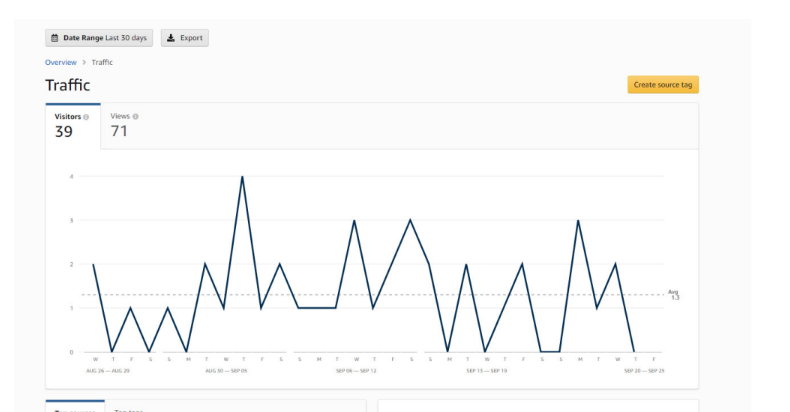 Date Range Last 30 days Export
Overview > Traffic
Traffic
Create source tag
Visitors Views
39 71
4
3
2
Avg
1.3
1
0
W T F S S M T W T F S S M T W T F S S M T W T F S S M T W T F
AUG 26 — AUG 29 AUG 30 — SEP 05 SEP 06 — SEP 12 SEP 13 — SEP 19 SEP 20 — SEP 25